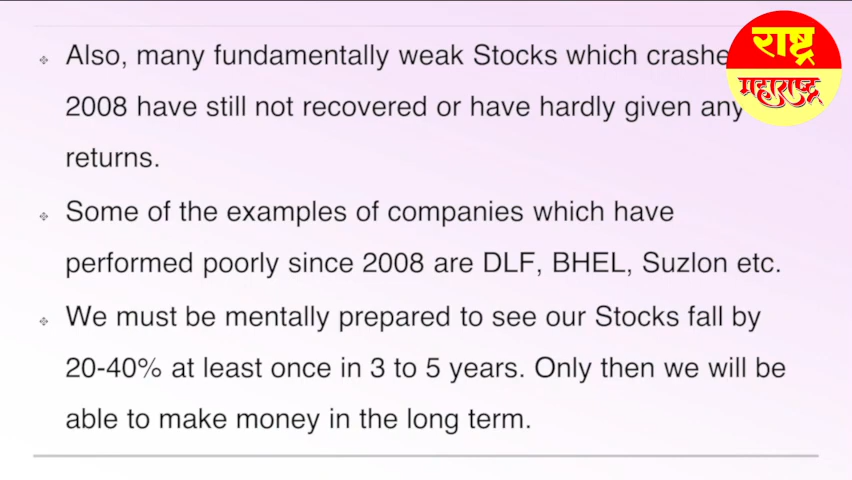 Also, many fundamentally weak Stocks which crashe
2008 have still not recovered or have hardly given any
returns.
Some of the examples of companies which have
performed poorly since 2008 are DLF, BHEL, Suzlon etc.
We must be mentally prepared to see our Stocks fall by
20-40% at least once in 3 to 5 years. Only then we will be
able to make money in the long term.
राष्ट्र
महाराष्ट्र